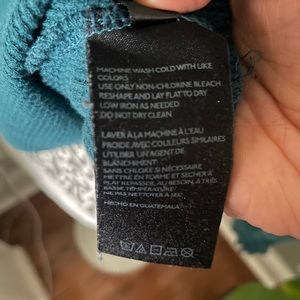 MACHINE WASH COLD WITH LIKE
COLORS
USE ONLY NON-CHLORINE BLEACH
RESHAPE AND LAY FLAT TO DRY
LOW IRON AS NEEDED
DO NOT DRY CLEAN
LAVER À LA MACHINE À L'EAU
FROIDE AVEC COULEURS SIMILAIRES
UTILISER UN AGENT DE
BLANCHIMENT
SANS CHLORE SI NÉCESSAIRE
METTRE EN FORME ET SÉCHER À
PLAT REPASSER AU BESOIN, À TRÈS
BASSE TEMPÉRATURE
NE PAS NETTOYER À SEC
HECHO EN GUATEMALA